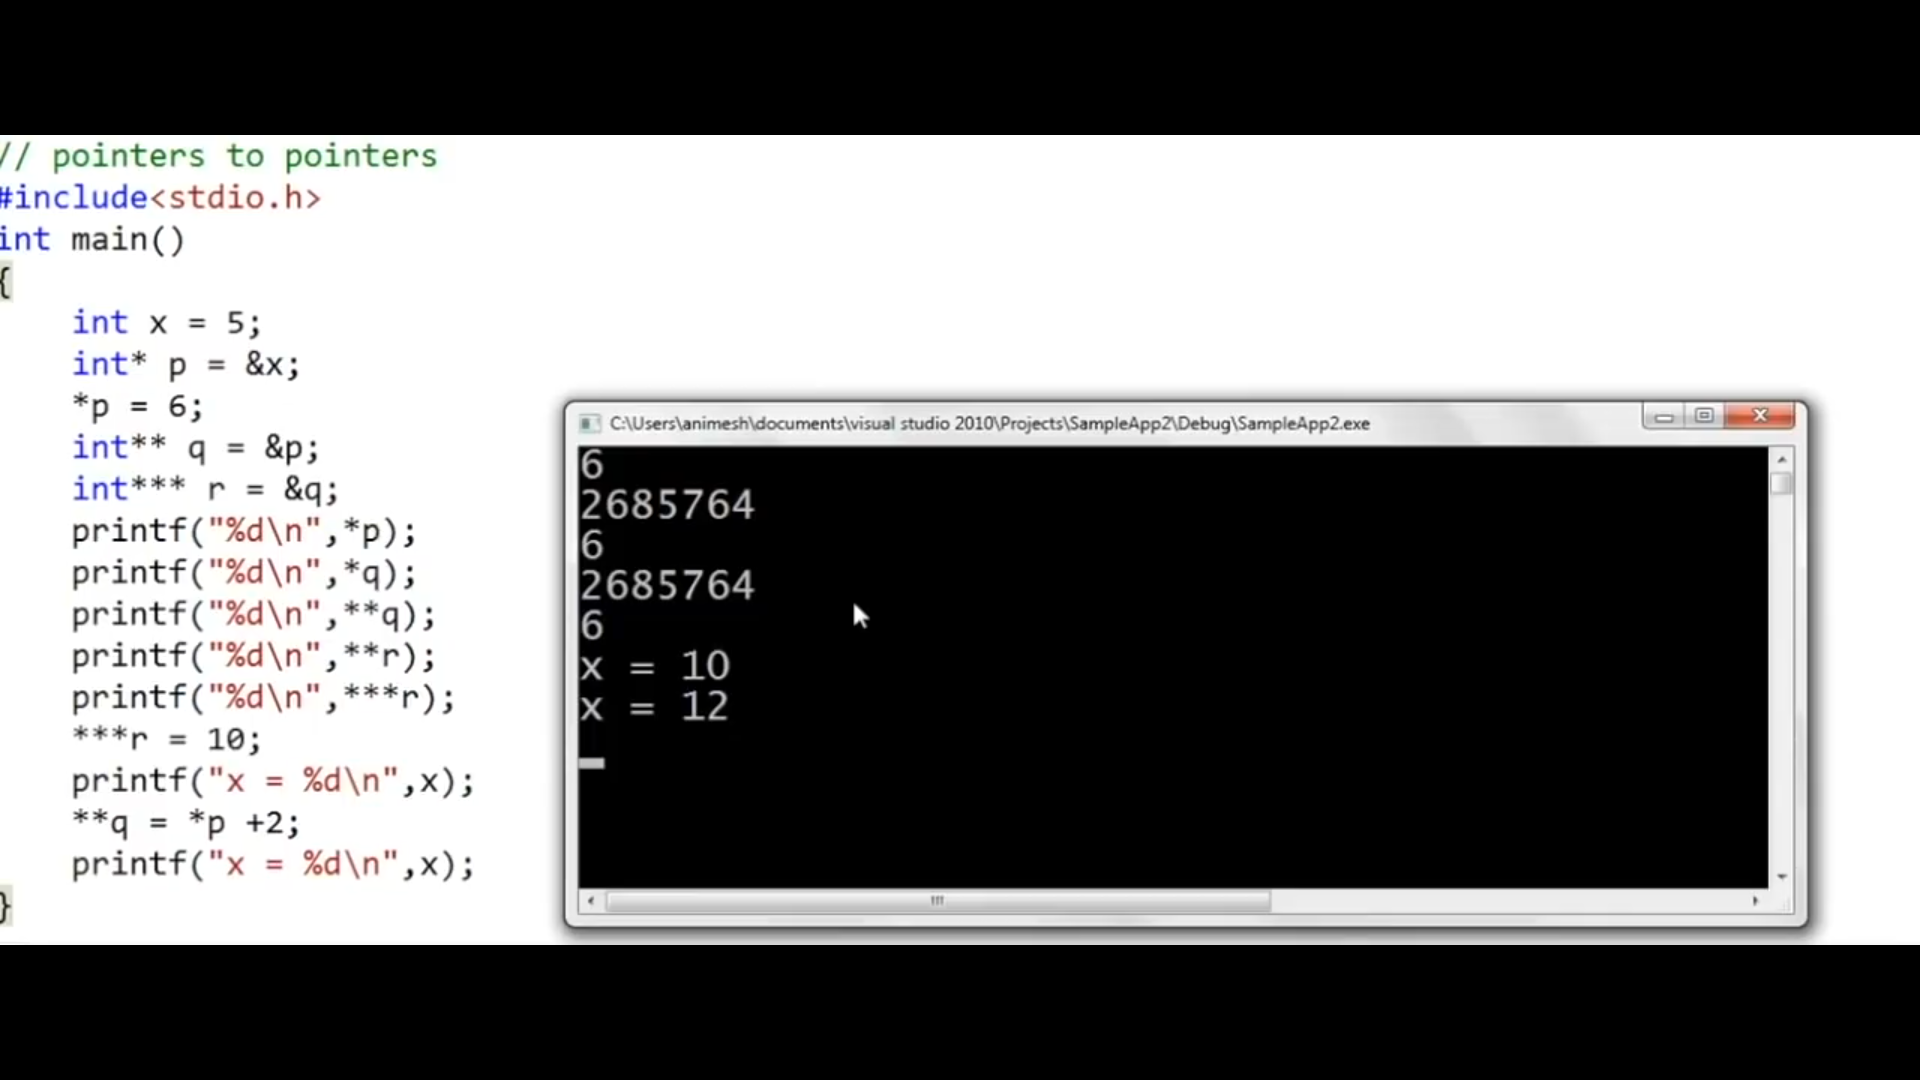 // pointers to pointers
#include<stdio.h>
int main()
{
int x = 5;
int* p = &x;
*p = 6;
int** q = &p;
int*** r = &q;
printf("%d\n",*p);
printf("%d\n",*q);
printf("%d\n",**q);
printf("%d\n",**r);
printf("%d\n",***r);
***r = 10;
printf("x = %d\n",x);
**q = *p +2;
printf("x = %d\n",x);
}
C:\Users\animesh\documents\visual studio 2010\Projects\SampleApp2\Debug\SampleApp2.exe
6
2685764
6
2685764
6
x = 10
x = 12